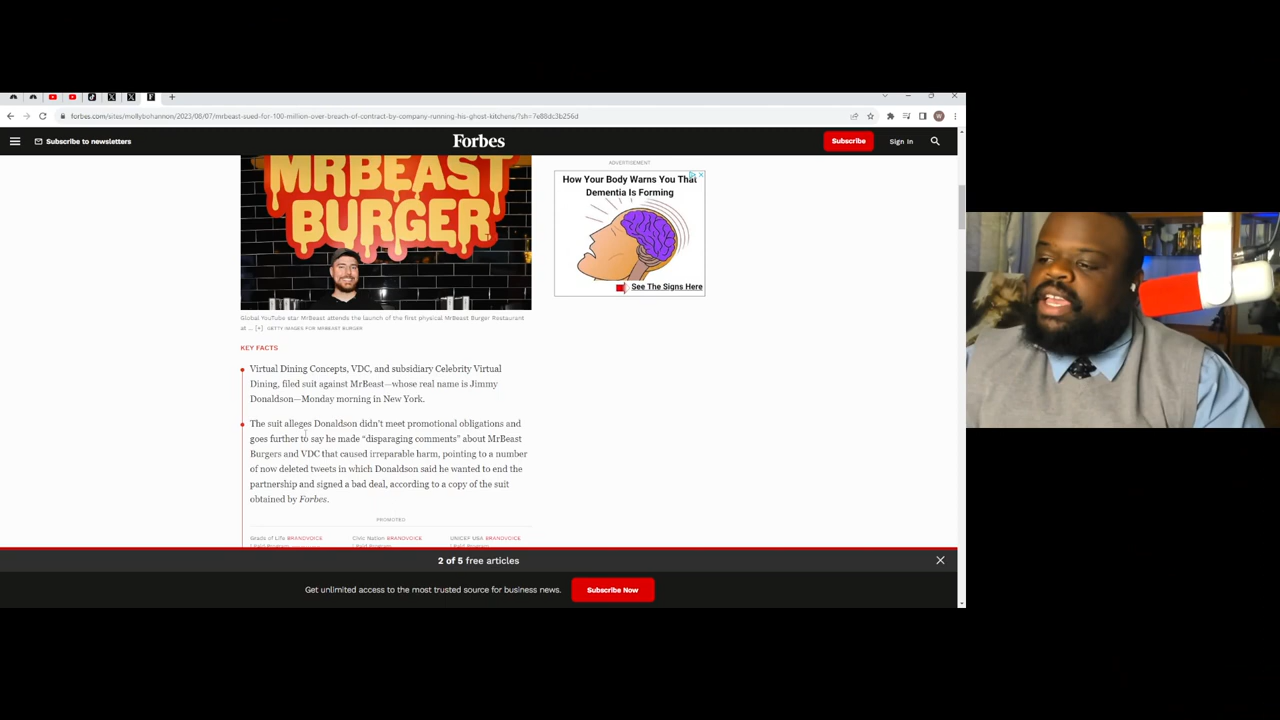 forbes.com/sites/mollybohannon/2023/08/07/mrbeast-sued-for-100-million-over-breach-of-contract-by-company-running-his-ghost-kitchens/?sh=7e88dc3b256d
Subscribe to newsletters
Forbes
Subscribe
Sign In
MRBEAST
BURGER
Global YouTube star MrBeast attends the launch of the first physical MrBeast Burger Restaurant
at ... [+] GETTY IMAGES FOR MRBEAST BURGER
ADVERTISEMENT
How Your Body Warns You That
Dementia Is Forming
See The Signs Here
KEY FACTS
Virtual Dining Concepts, VDC, and subsidiary Celebrity Virtual
Dining, filed suit against MrBeast—whose real name is Jimmy
Donaldson—Monday morning in New York.
The suit alleges Donaldson didn't meet promotional obligations and
goes further to say he made “disparaging comments” about MrBeast
Burgers and VDC that caused irreparable harm, pointing to a number
of now deleted tweets in which Donaldson said he wanted to end the
partnership and signed a bad deal, according to a copy of the suit
obtained by Forbes.
PROMOTED
Grads of Life BRANDVOICE
Civic Nation BRANDVOICE
UNICEF USA BRANDVOICE
2 of 5 free articles
Get unlimited access to the most trusted source for business news.
Subscribe Now